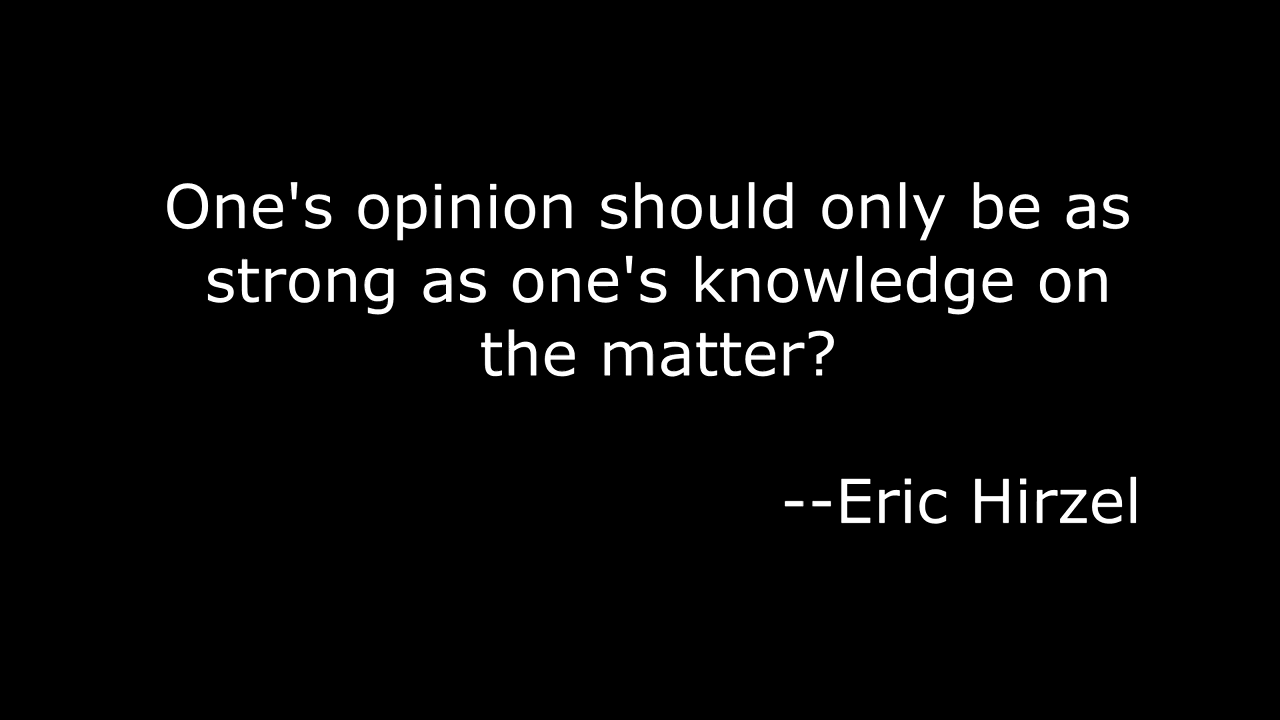 One's opinion should only be as
strong as one's knowledge on
the matter?
--Eric Hirzel